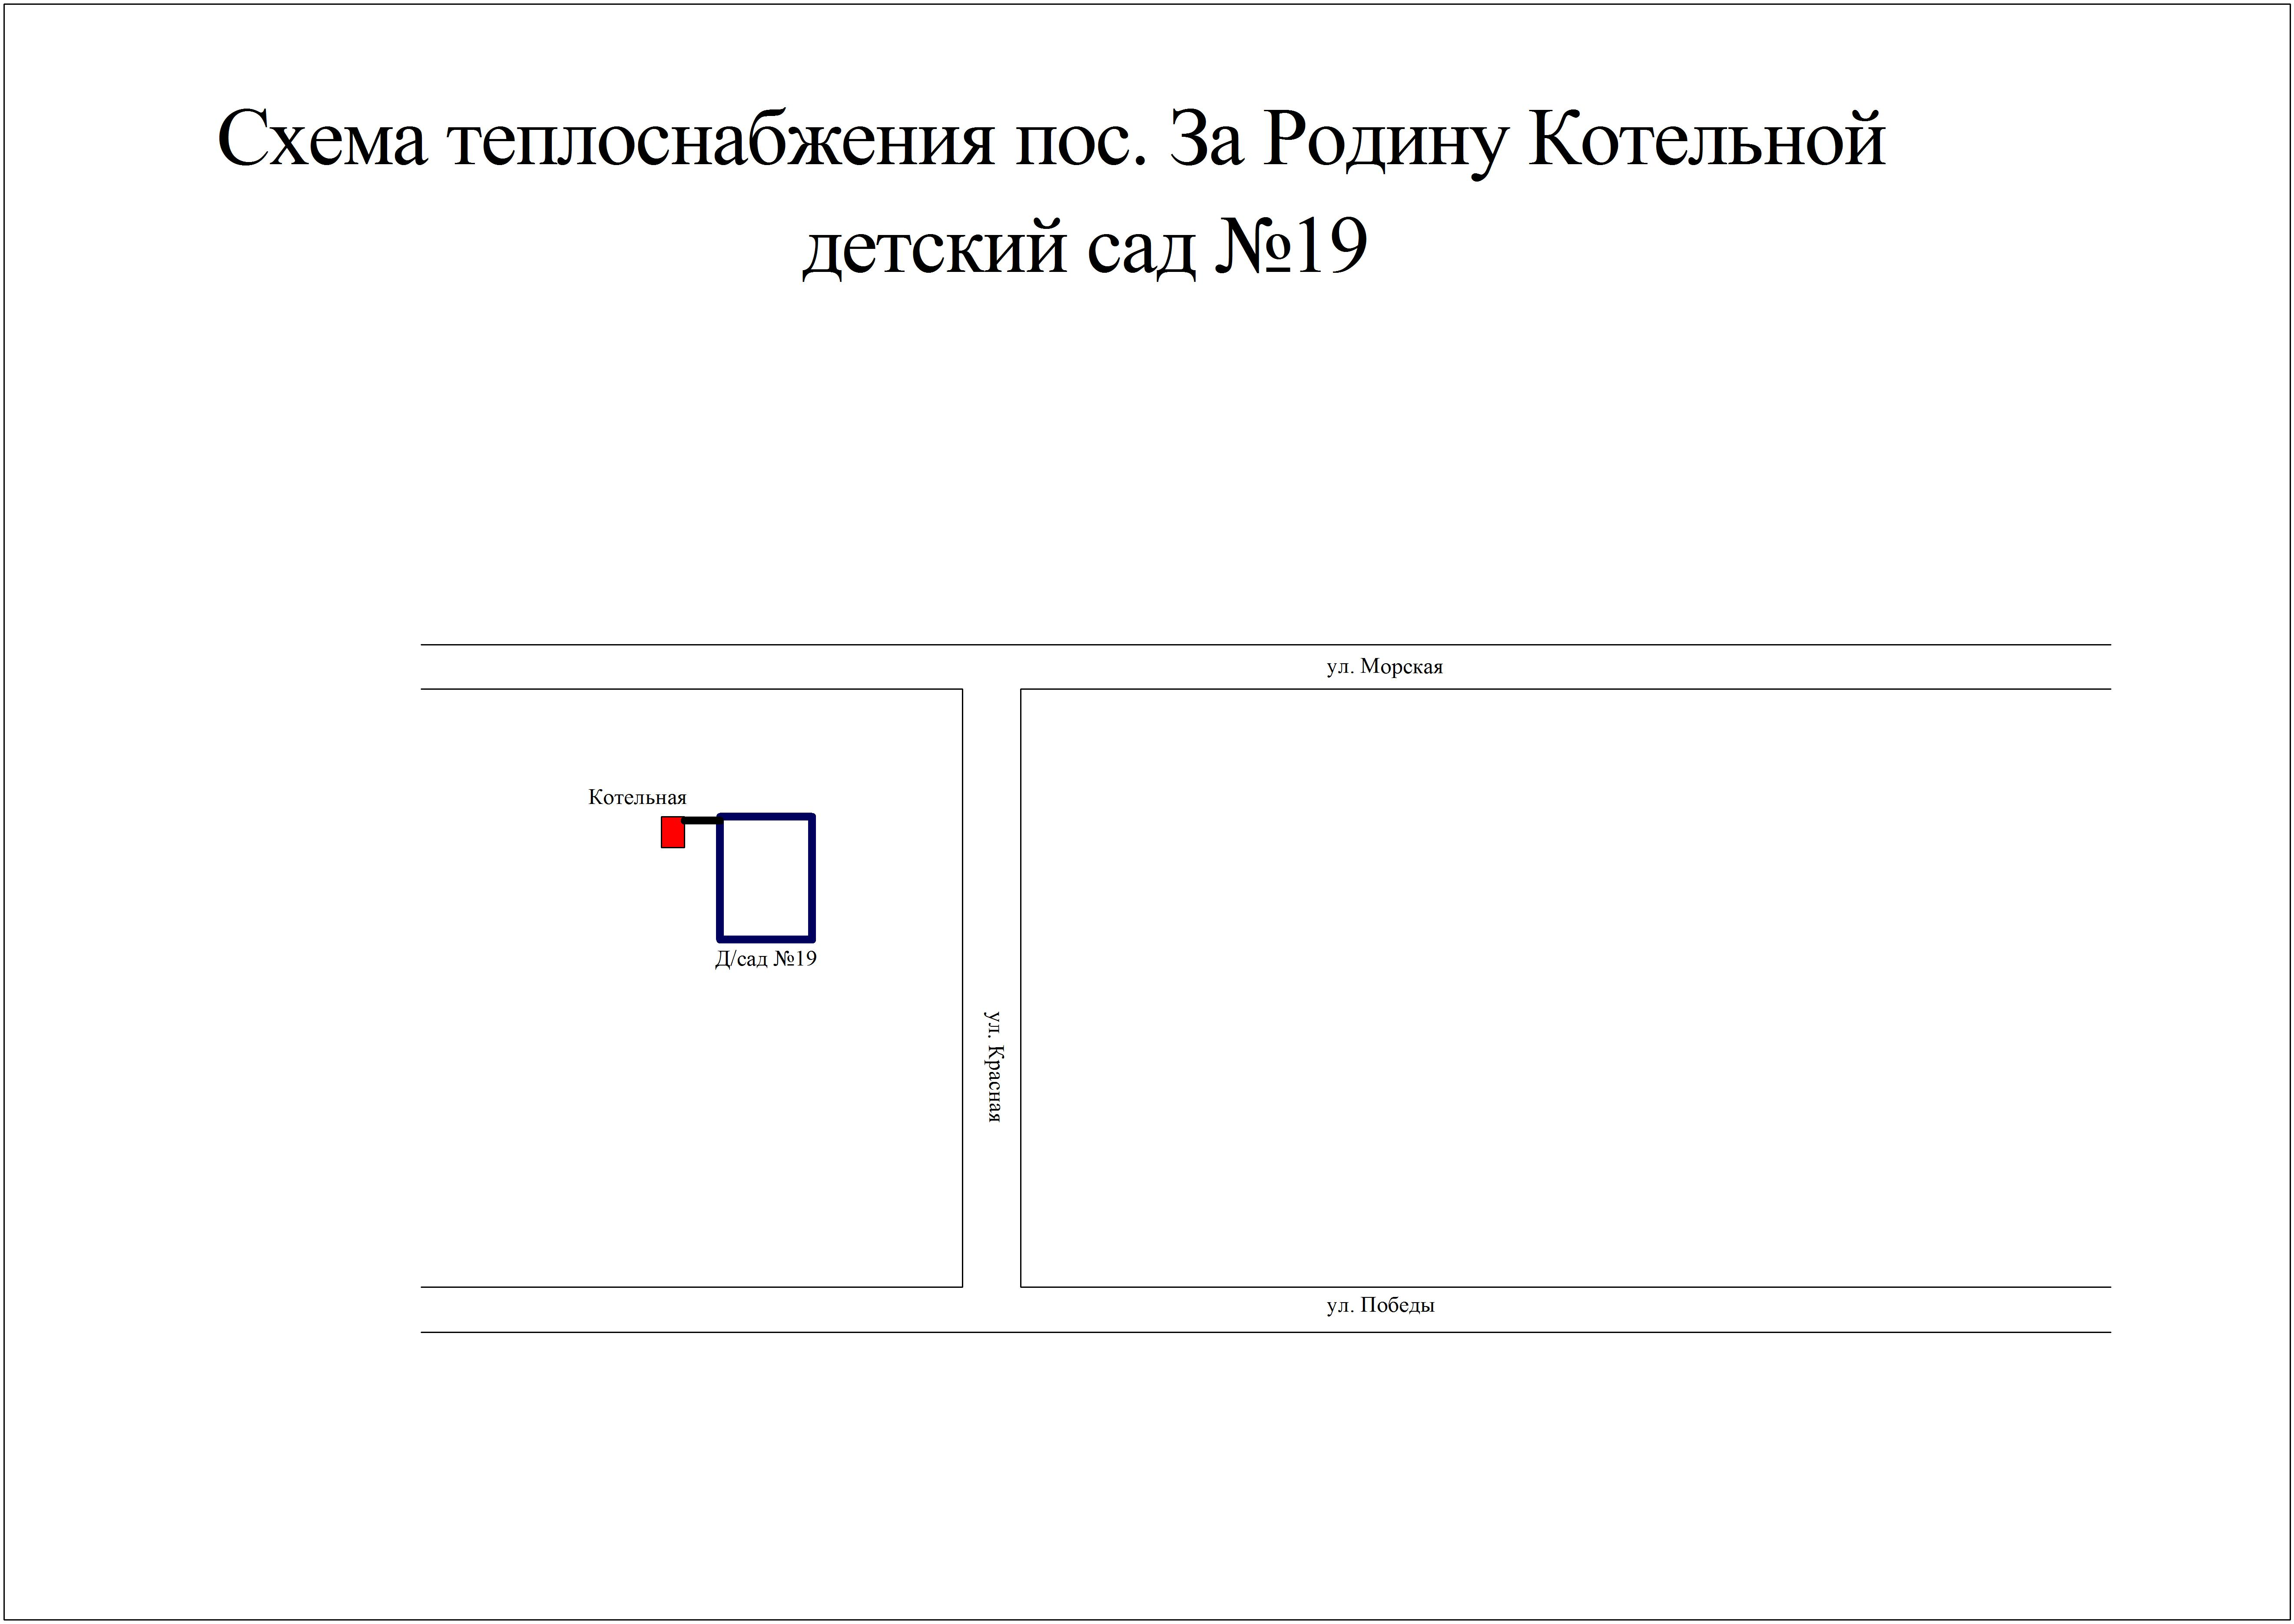 Схема теплоснабжения пос. За Родину Котельной
детский сад №19
ул. Морская
Котельная
Д/сад №19
ул. Красная
ул. Победы